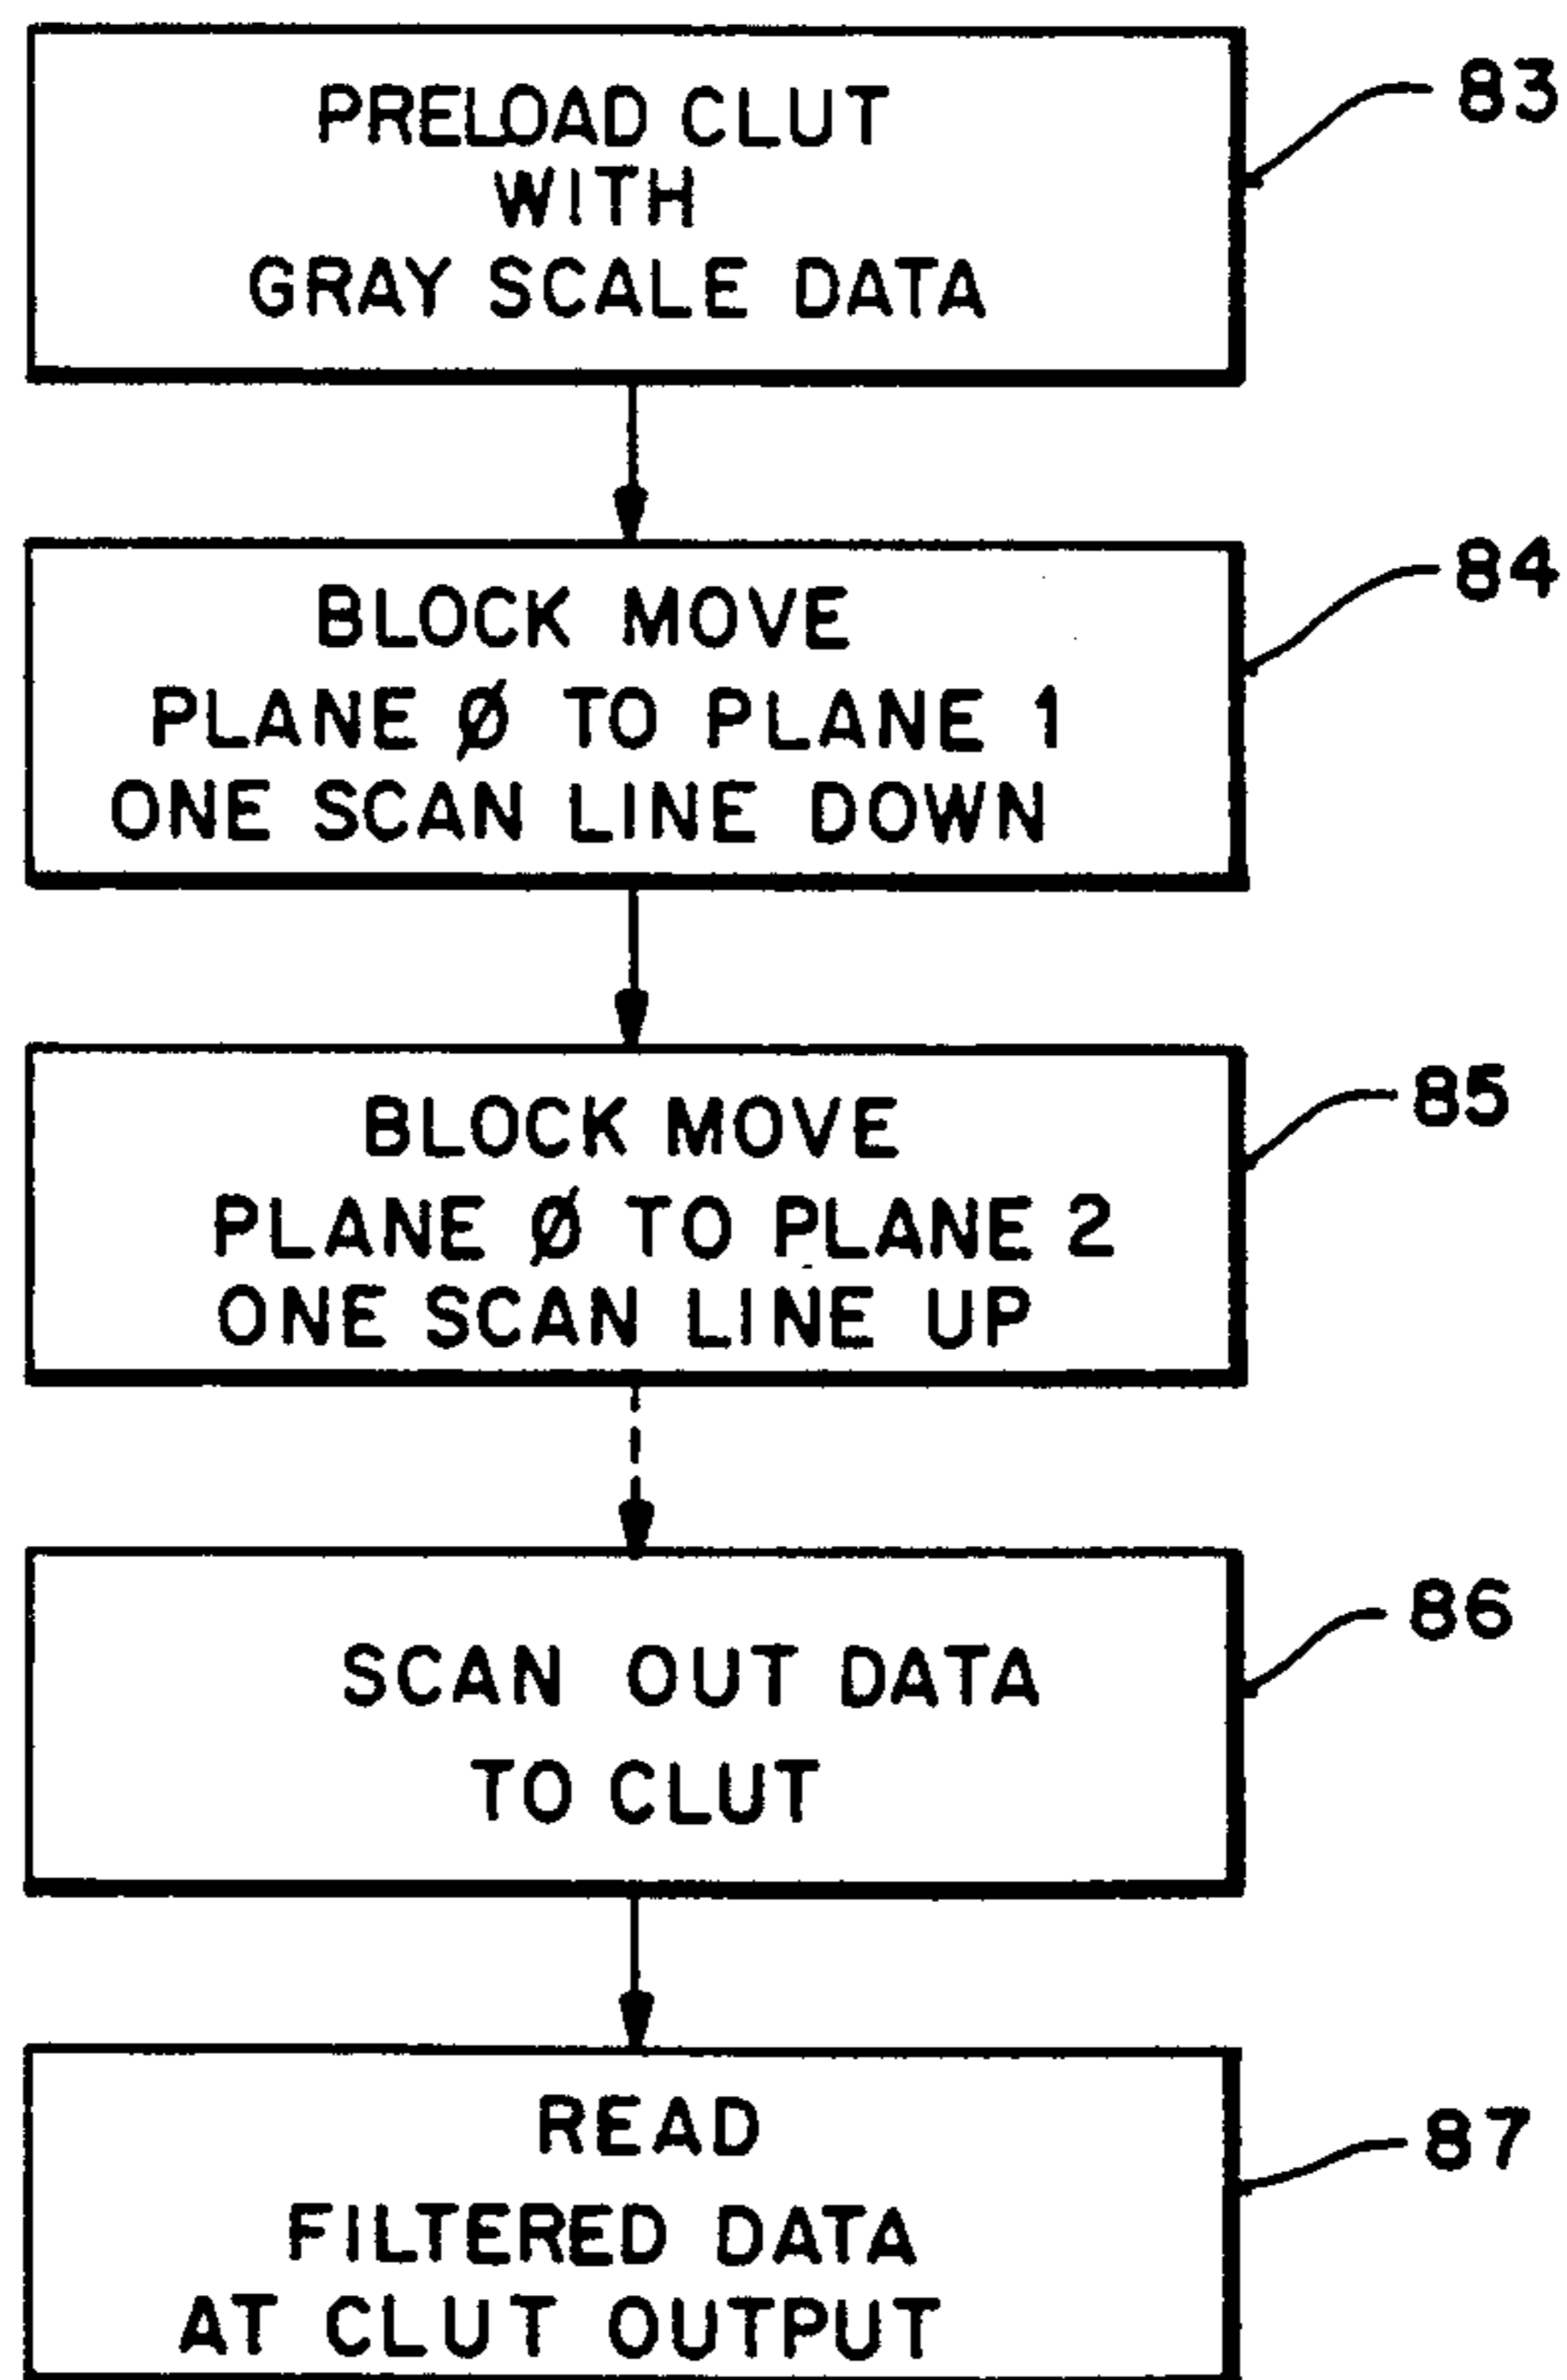 PRELOAD CLUT
WITH
GRAY SCALE DATA
83
BLOCK MOVE
PLANE Ø TO PLANE 1
ONE SCAN LINE DOWN
84
BLOCK MOVE
PLANE Ø TO PLANE 2
ONE SCAN LINE UP
85
SCAN OUT DATA
TO CLUT
86
READ
FILTERED DATA
AT CLUT OUTPUT
87